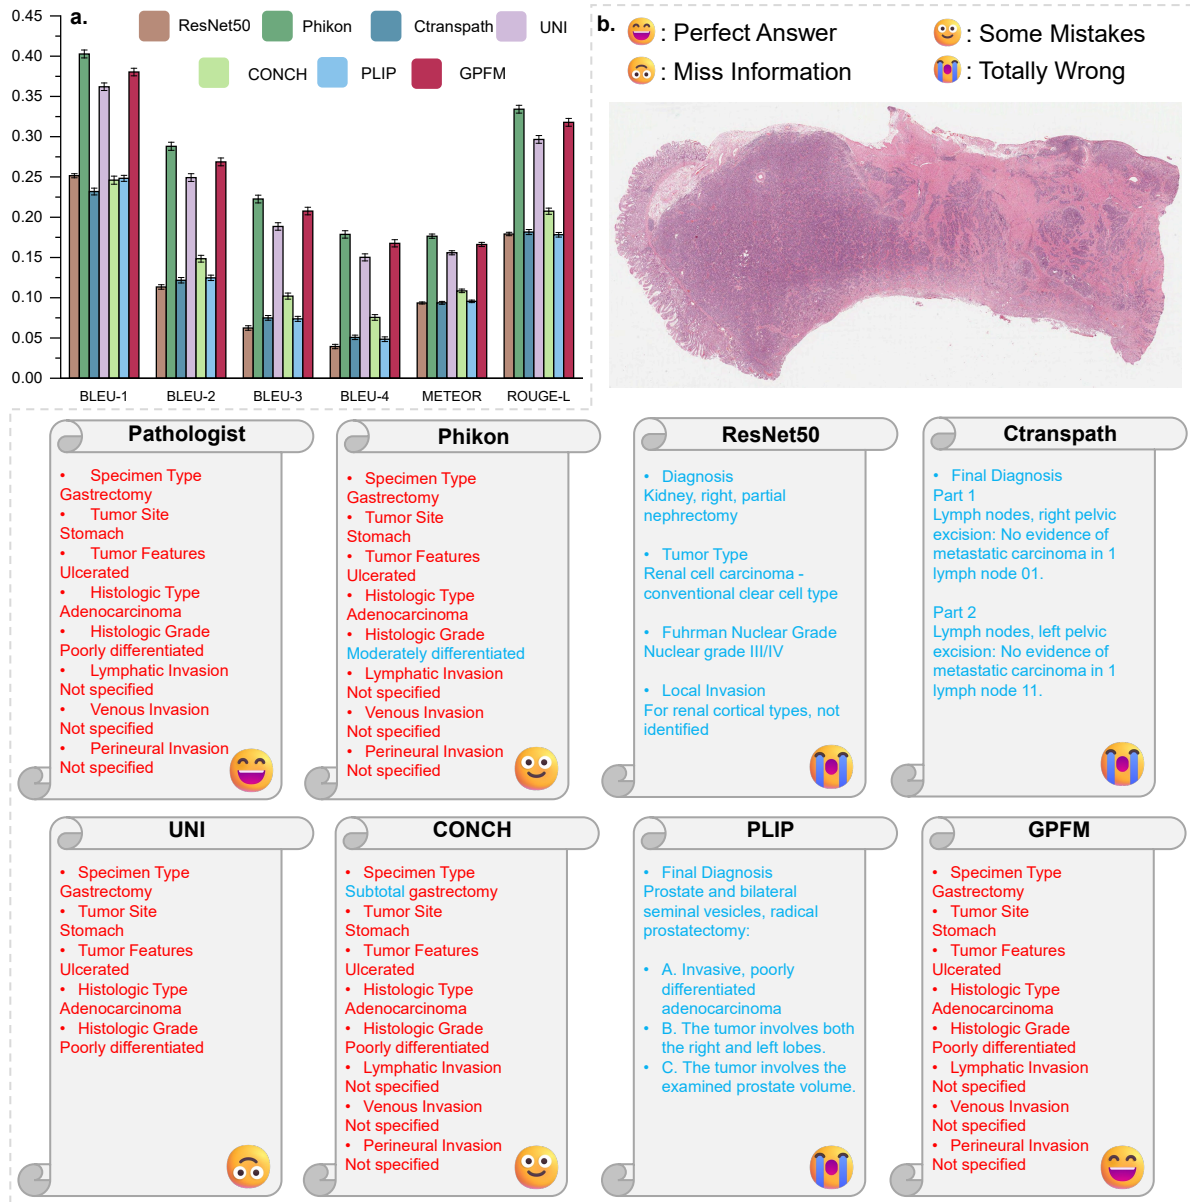 a.
ResNet50
Phikon
Ctranspath
UNI
CONCH
PLIP
GPFM
0.45
0.40
0.35
0.30
0.25
0.20
0.15
0.10
0.05
0.00
BLEU-1
BLEU-2
BLEU-3
BLEU-4
METEOR
ROUGE-L
b.
: Perfect Answer
: Some Mistakes
: Miss Information
: Totally Wrong
Pathologist
• Specimen Type
Gastrectomy
• Tumor Site
Stomach
• Tumor Features
Ulcerated
• Histologic Type
Adenocarcinoma
• Histologic Grade
Poorly differentiated
• Lymphatic Invasion
Not specified
• Venous Invasion
Not specified
• Perineural Invasion
Not specified
Phikon
• Specimen Type
Gastrectomy
• Tumor Site
Stomach
• Tumor Features
Ulcerated
• Histologic Type
Adenocarcinoma
• Histologic Grade
Moderately differentiated
• Lymphatic Invasion
Not specified
• Venous Invasion
Not specified
• Perineural Invasion
Not specified
ResNet50
• Diagnosis
Kidney, right, partial
nephrectomy
• Tumor Type
Renal cell carcinoma -
conventional clear cell type
• Fuhrman Nuclear Grade
Nuclear grade III/IV
• Local Invasion
For renal cortical types, not
identified
Ctranspath
• Final Diagnosis
Part 1
Lymph nodes, right pelvic
excision: No evidence of
metastatic carcinoma in 1
lymph node 01.
Part 2
Lymph nodes, left pelvic
excision: No evidence of
metastatic carcinoma in 1
lymph node 11.
UNI
• Specimen Type
Gastrectomy
• Tumor Site
Stomach
• Tumor Features
Ulcerated
• Histologic Type
Adenocarcinoma
• Histologic Grade
Poorly differentiated
CONCH
• Specimen Type
Subtotal gastrectomy
• Tumor Site
Stomach
• Tumor Features
Ulcerated
• Histologic Type
Adenocarcinoma
• Histologic Grade
Poorly differentiated
• Lymphatic Invasion
Not specified
• Venous Invasion
Not specified
• Perineural Invasion
Not specified
PLIP
• Final Diagnosis
Prostate and bilateral
seminal vesicles, radical
prostatectomy:
• A. Invasive, poorly
differentiated
adenocarcinoma
• B. The tumor involves both
the right and left lobes.
• C. The tumor involves the
examined prostate volume.
GPFM
• Specimen Type
Gastrectomy
• Tumor Site
Stomach
• Tumor Features
Ulcerated
• Histologic Type
Adenocarcinoma
• Histologic Grade
Poorly differentiated
• Lymphatic Invasion
Not specified
• Venous Invasion
Not specified
• Perineural Invasion
Not specified